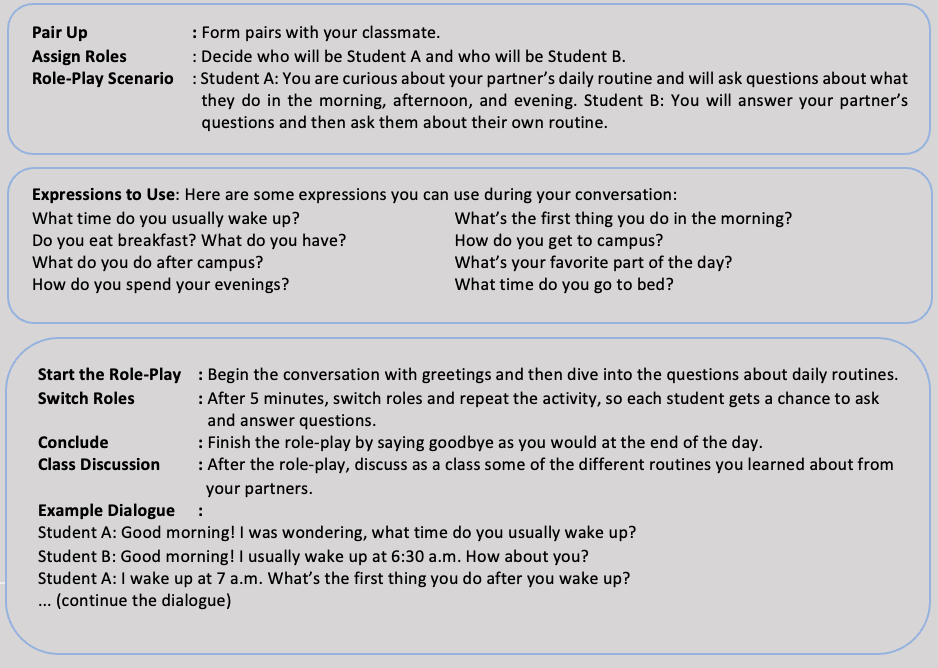 Pair Up : Form pairs with your classmate.
Assign Roles : Decide who will be Student A and who will be Student B.
Role-Play Scenario : Student A: You are curious about your partner’s daily routine and will ask questions about what
they do in the morning, afternoon, and evening. Student B: You will answer your partner’s
questions and then ask them about their own routine.
Expressions to Use: Here are some expressions you can use during your conversation:
What time do you usually wake up? What’s the first thing you do in the morning?
Do you eat breakfast? What do you have? How do you get to campus?
What do you do after campus? What’s your favorite part of the day?
How do you spend your evenings? What time do you go to bed?
Start the Role-Play : Begin the conversation with greetings and then dive into the questions about daily routines.
Switch Roles : After 5 minutes, switch roles and repeat the activity, so each student gets a chance to ask
and answer questions.
Conclude : Finish the role-play by saying goodbye as you would at the end of the day.
Class Discussion : After the role-play, discuss as a class some of the different routines you learned about from
your partners.
Example Dialogue :
Student A: Good morning! I was wondering, what time do you usually wake up?
Student B: Good morning! I usually wake up at 6:30 a.m. How about you?
Student A: I wake up at 7 a.m. What’s the first thing you do after you wake up?
... (continue the dialogue)